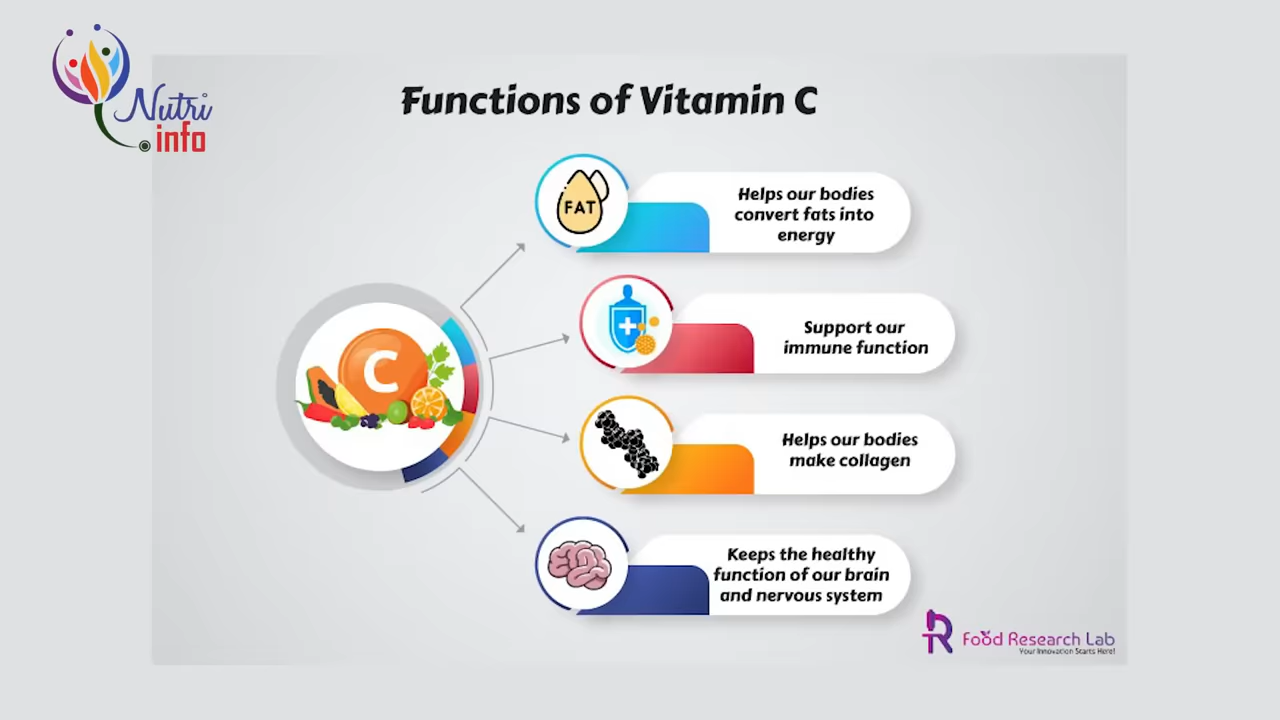 Nutri
info
Functions of Vitamin C
FAT
Helps our bodies
convert fats into
energy
Support our
immune function
C
Helps our bodies
make collagen
Keeps the healthy
function of our brain
and nervous system
R Food Research Lab
Your Innovation Starts Here!